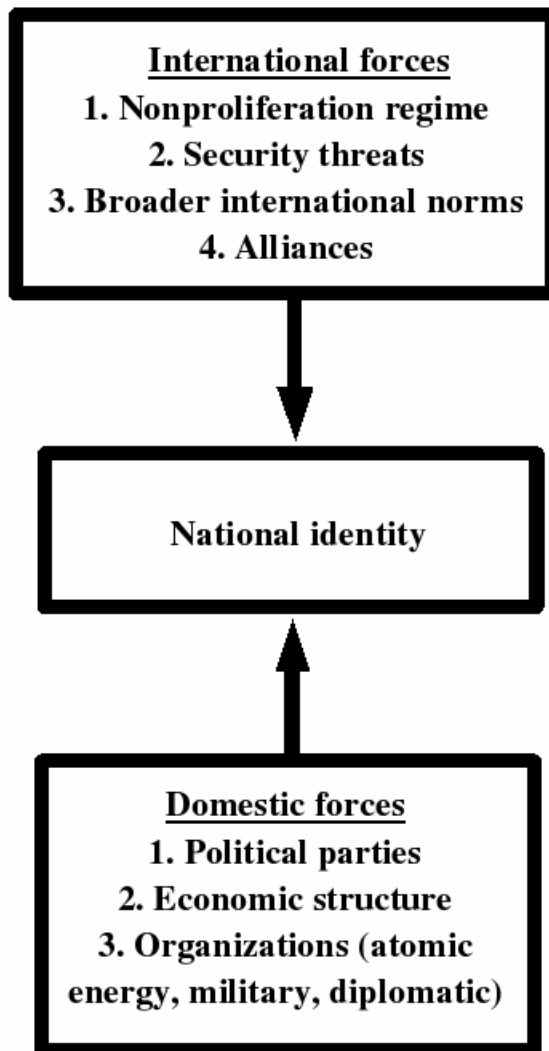 International forces
1. Nonproliferation regime
2. Security threats
3. Broader international norms
4. Alliances
National identity
Domestic forces
1. Political parties
2. Economic structure
3. Organizations (atomic
energy, military, diplomatic)